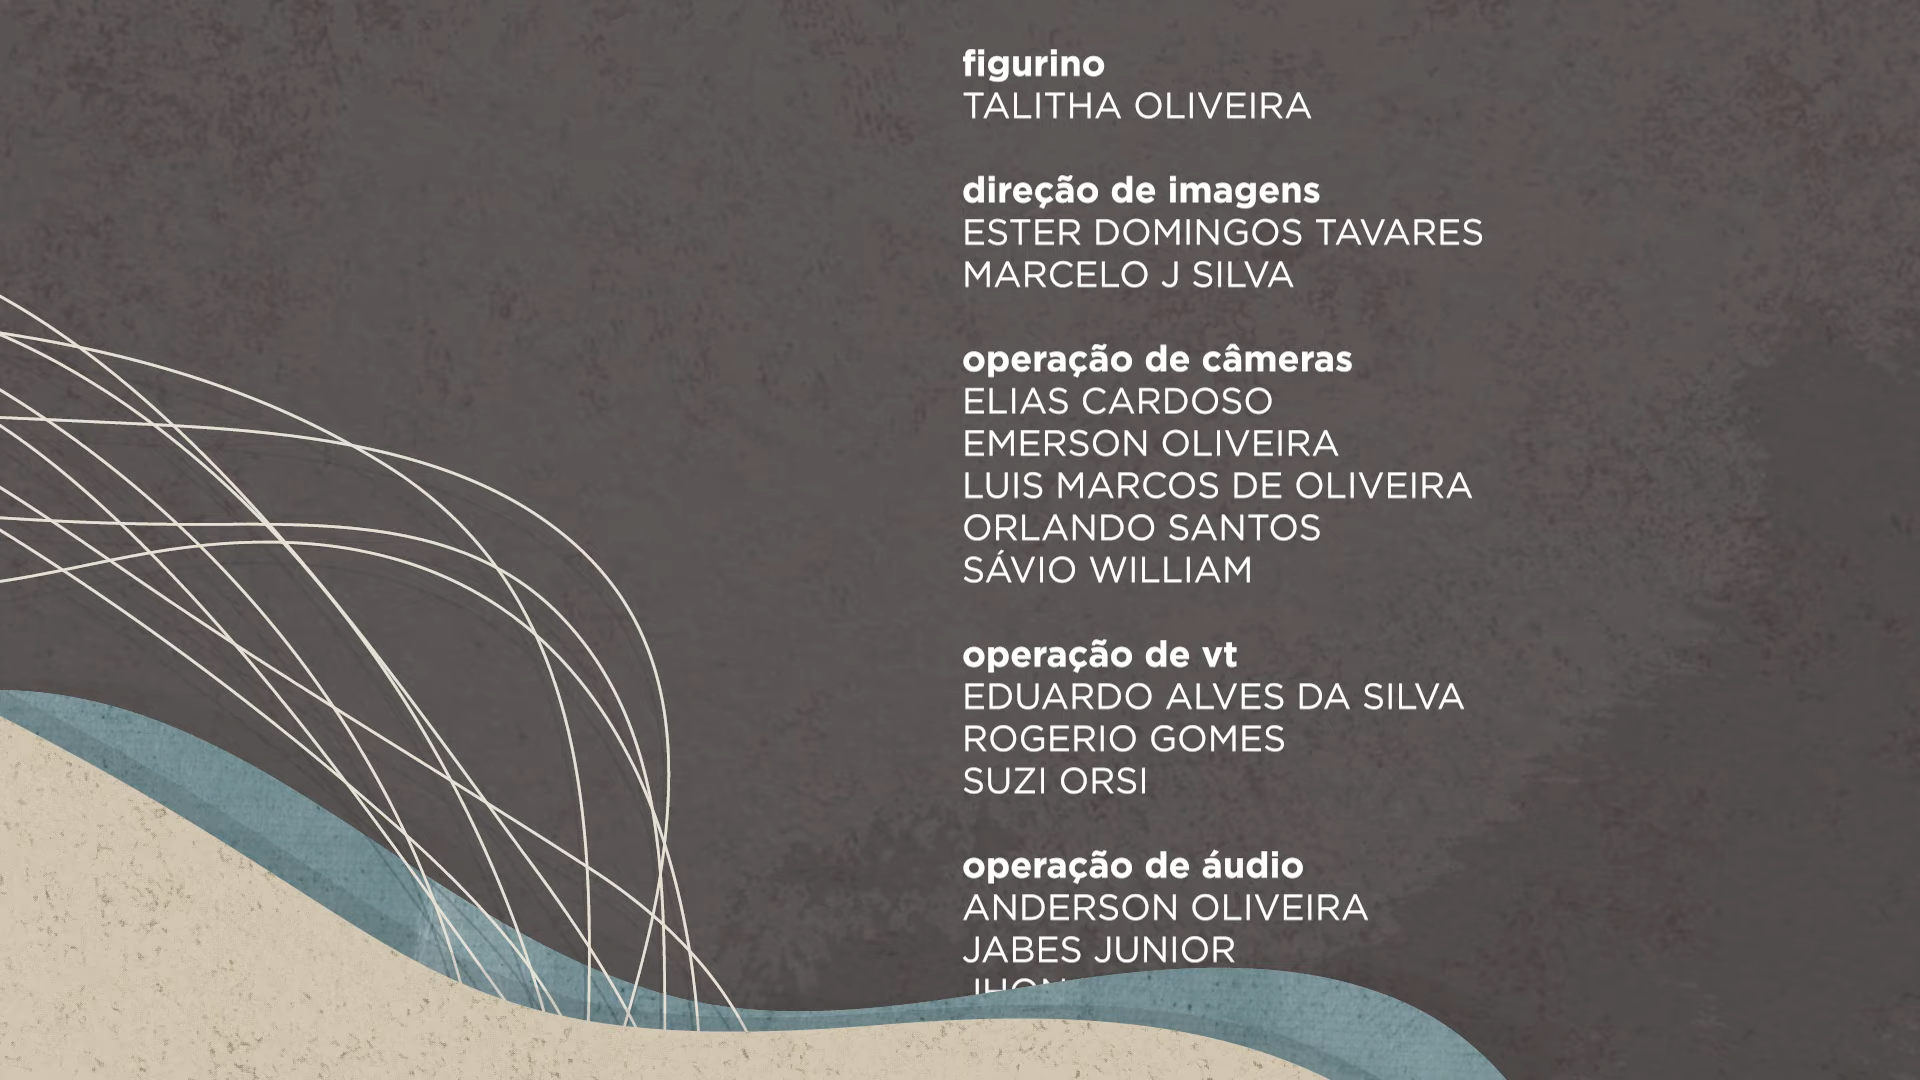 figurino
TALITHA OLIVEIRA
direção de imagens
ESTER DOMINGOS TAVARES
MARCELO J SILVA
operação de câmeras
ELIAS CARDOSO
EMERSON OLIVEIRA
LUIS MARCOS DE OLIVEIRA
ORLANDO SANTOS
SÁVIO WILLIAM
operação de vt
EDUARDO ALVES DA SILVA
ROGERIO GOMES
SUZI ORSI
operação de áudio
ANDERSON OLIVEIRA
JABES JUNIOR